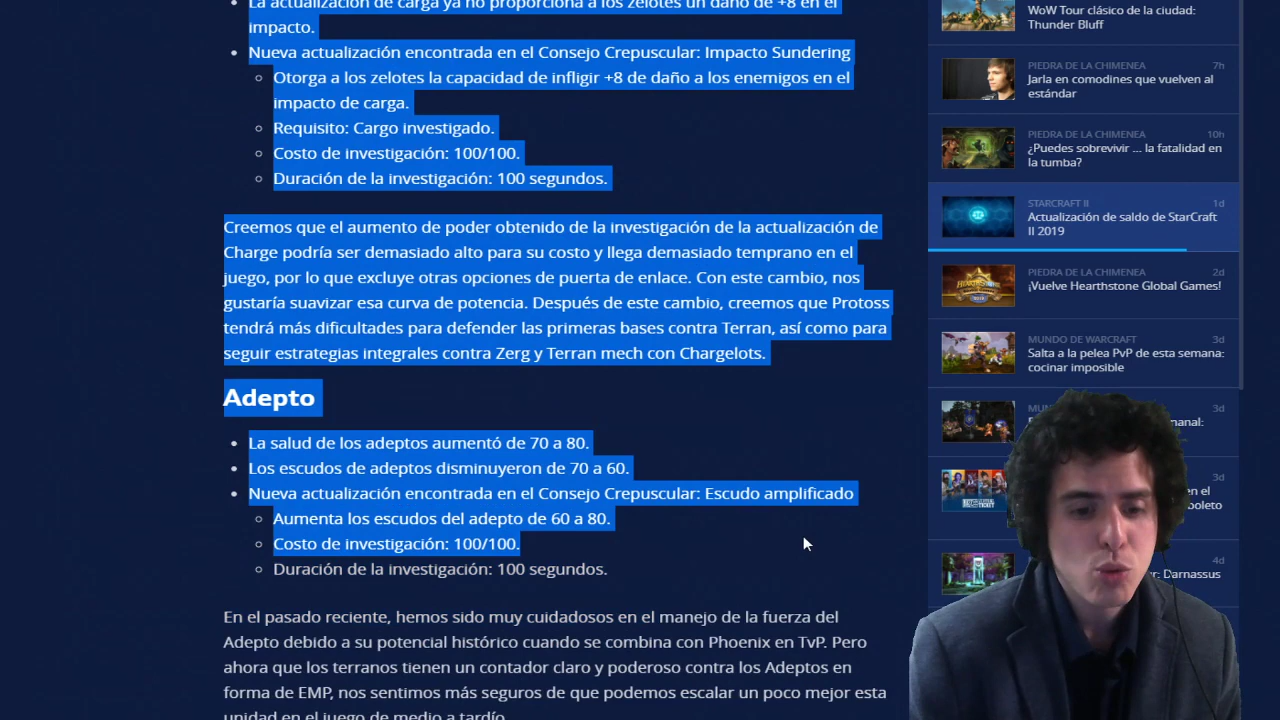 La actualización de carga ya no proporciona a los zelotes un daño de +8 en el
impacto.
Nueva actualización encontrada en el Consejo Crepuscular: Impacto Sundering
Otorga a los zelotes la capacidad de infligir +8 de daño a los enemigos en el
impacto de carga.
Requisito: Cargo investigado.
Costo de investigación: 100/100.
Duración de la investigación: 100 segundos.
Creemos que el aumento de poder obtenido de la investigación de la actualización de
Charge podría ser demasiado alto para su costo y llega demasiado temprano en el
juego, por lo que excluye otras opciones de puerta de enlace. Con este cambio, nos
gustaría suavizar esa curva de potencia. Después de este cambio, creemos que Protoss
tendrá más dificultades para defender las primeras bases contra Terran, así como para
seguir estrategias integrales contra Zerg y Terran mech con Chargelots.
Adepto
La salud de los adeptos aumentó de 70 a 80.
Los escudos de adeptos disminuyeron de 70 a 60.
Nueva actualización encontrada en el Consejo Crepuscular: Escudo amplificado
Aumenta los escudos del adepto de 60 a 80.
Costo de investigación: 100/100.
Duración de la investigación: 100 segundos.
En el pasado reciente, hemos sido muy cuidadosos en el manejo de la fuerza del
Adepto debido a su potencial histórico cuando se combina con Phoenix en TvP. Pero
ahora que los terranos tienen un contador claro y poderoso contra los Adeptos en
forma de EMP, nos sentimos más seguros de que podemos escalar un poco mejor esta
unidad en el juego de medio a tardío.
WoW Tour clásico de la ciudad:
Thunder Bluff
PIEDRA DE LA CHIMENEA 7h
Jarla en comodines que vuelven al
estándar
PIEDRA DE LA CHIMENEA 10h
¿Puedes sobrevivir ... la fatalidad en
la tumba?
STARCRAFT II 1d
Actualización de saldo de StarCraft
II 2019
PIEDRA DE LA CHIMENEA 2d
¡Vuelve Hearthstone Global Games!
MUNDO DE WARCRAFT 3d
Salta a la pelea PvP de esta semana:
cocinar imposible
3d
3d
en el
4d
Darnassus